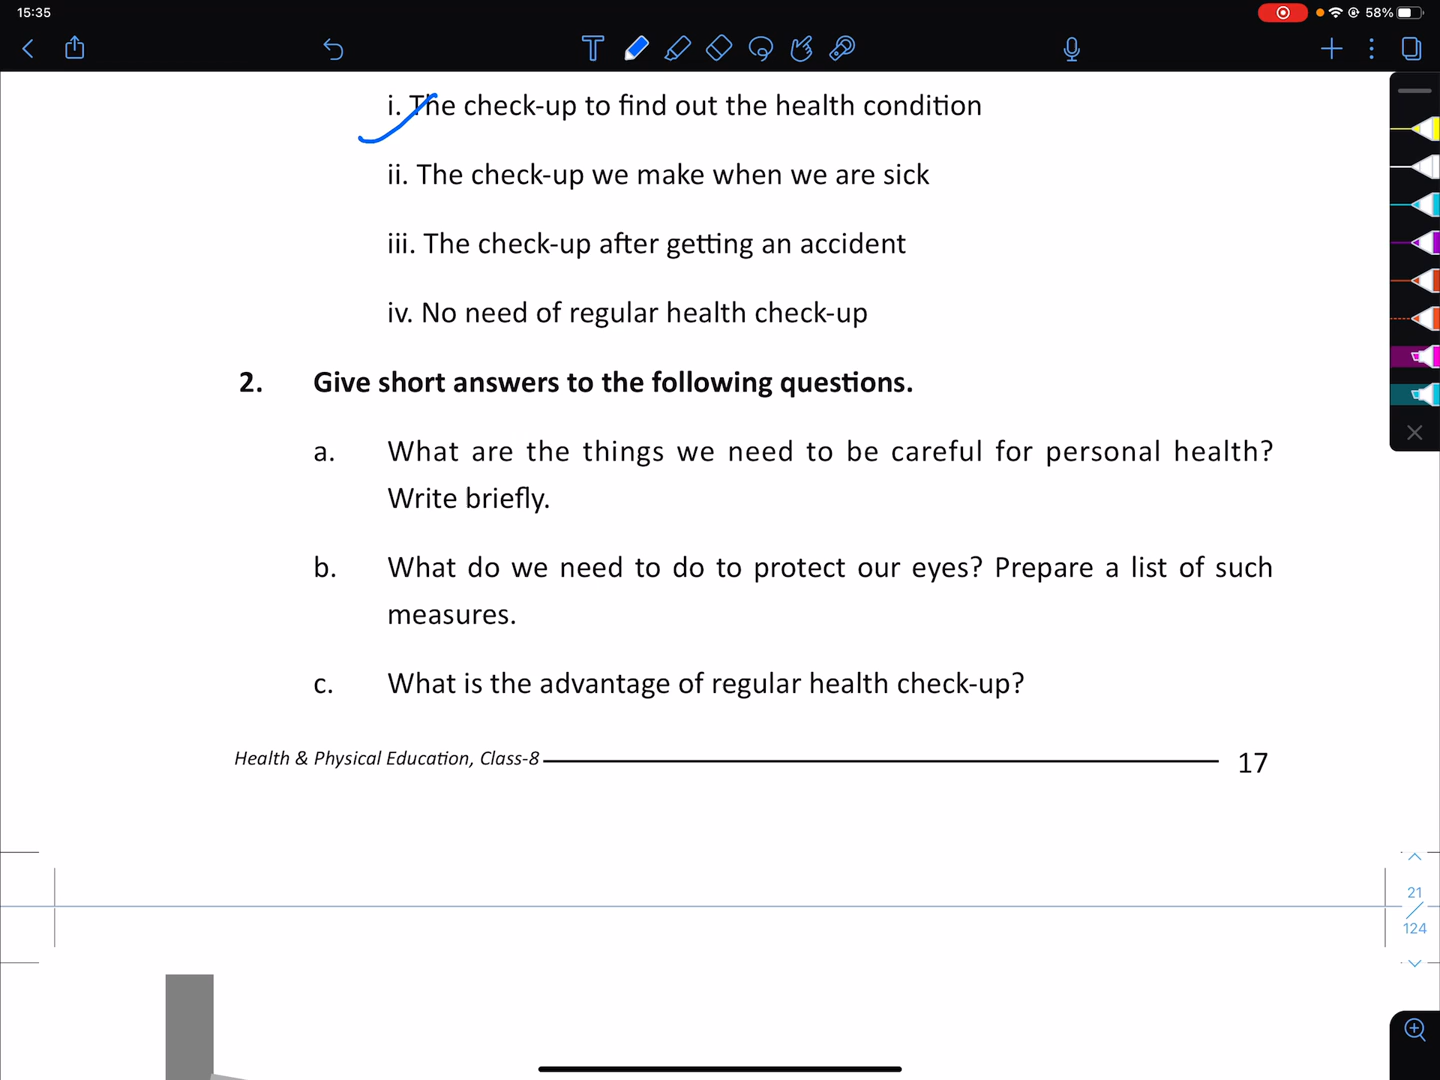 15:35
58%
i. The check-up to find out the health condition
ii. The check-up we make when we are sick
iii. The check-up after getting an accident
iv. No need of regular health check-up
2. Give short answers to the following questions.
a. What are the things we need to be careful for personal health?
Write briefly.
b. What do we need to do to protect our eyes? Prepare a list of such
measures.
c. What is the advantage of regular health check-up?
Health & Physical Education, Class-8 17
21
124